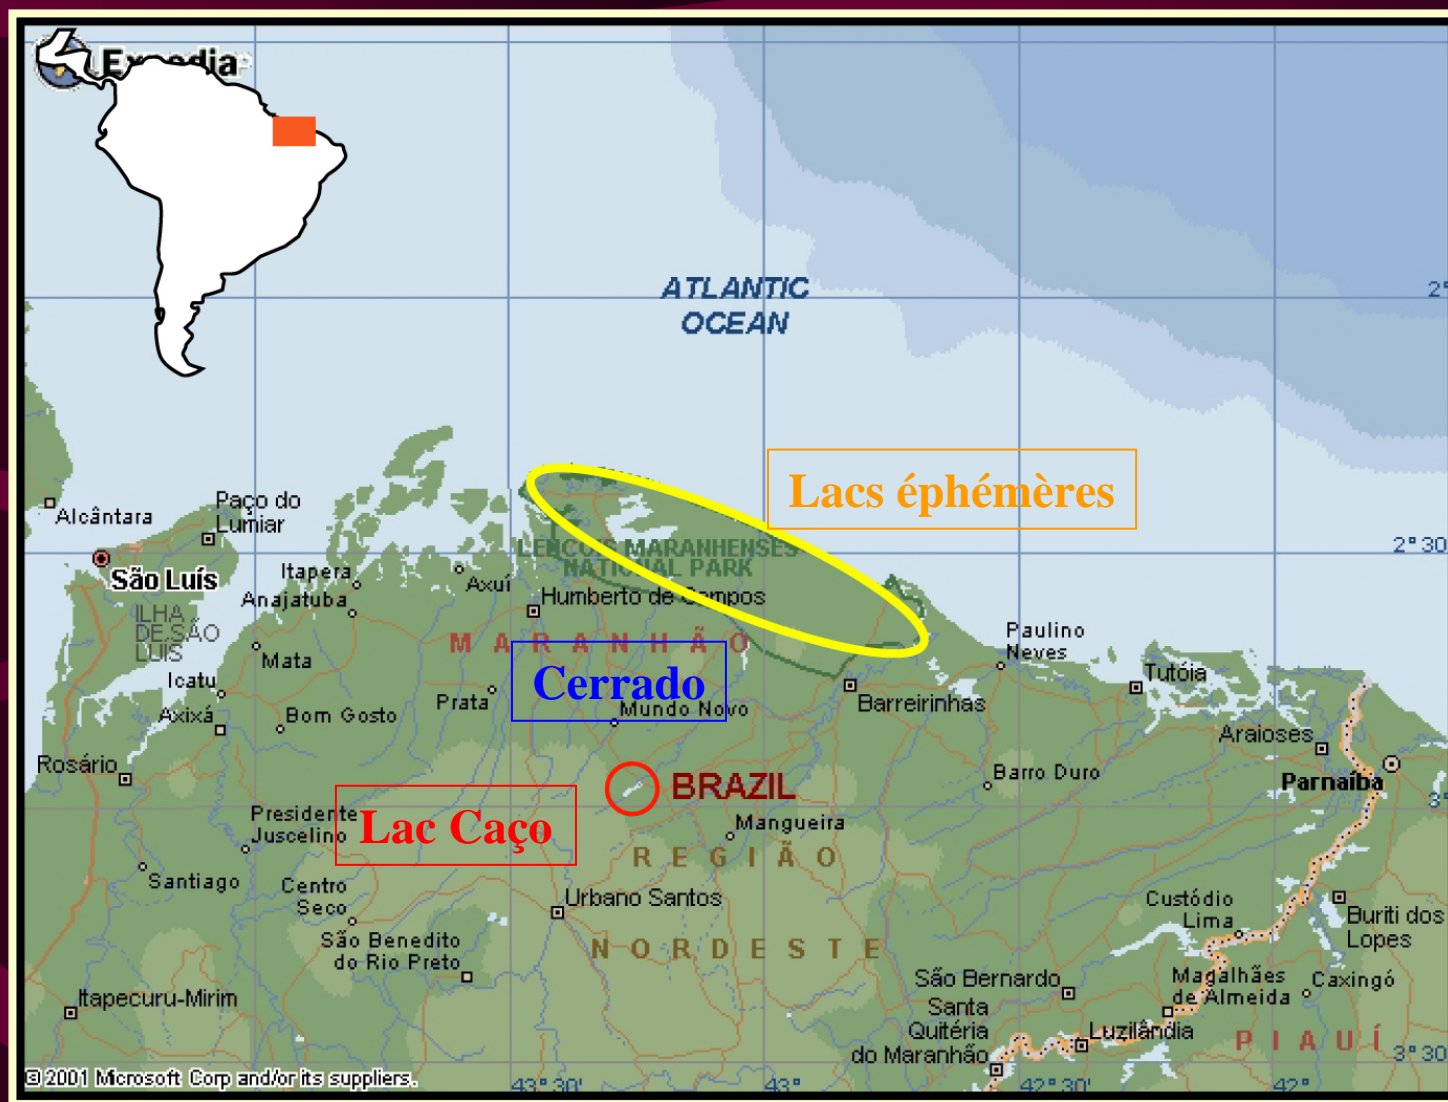 Expedia
ATLANTIC
OCEAN
2°
Lacs éphémères
Alcântara
Paço do
Lumiar
São Luís
ILHA
DE SÃO
LUIS
Itapera
Anajatuba
Axuí
LENÇOIS MARANHENSES
NATIONAL PARK
2°30
Humberto de Campos
MARANHÃO
Mata
Icatu
Axixá
Bom Gosto
Prata
Cerrado
Mundo Novo
Barreirinhas
Paulino
Neves
Tutóia
Araioses
Parnaíba
Rosário
BRAZIL
Barro Duro
3°
Presidente
Juscelino
Lac Caço
Mangueira
REGIÃO
NORDESTE
Santiago
Centro
Seco
Urbano Santos
São Benedito
do Rio Preto
Custódio
Lima
Buriti dos
Lopes
Itapecuru-Mirim
São Bernardo
Santa
Quitéria
do Maranhão
Magalhães
de Almeida
Caxingó
Luzilândia
PIAUÍ
3°30
© 2001 Microsoft Corp and/or its suppliers.
43°30'
43°
42°30'
42°